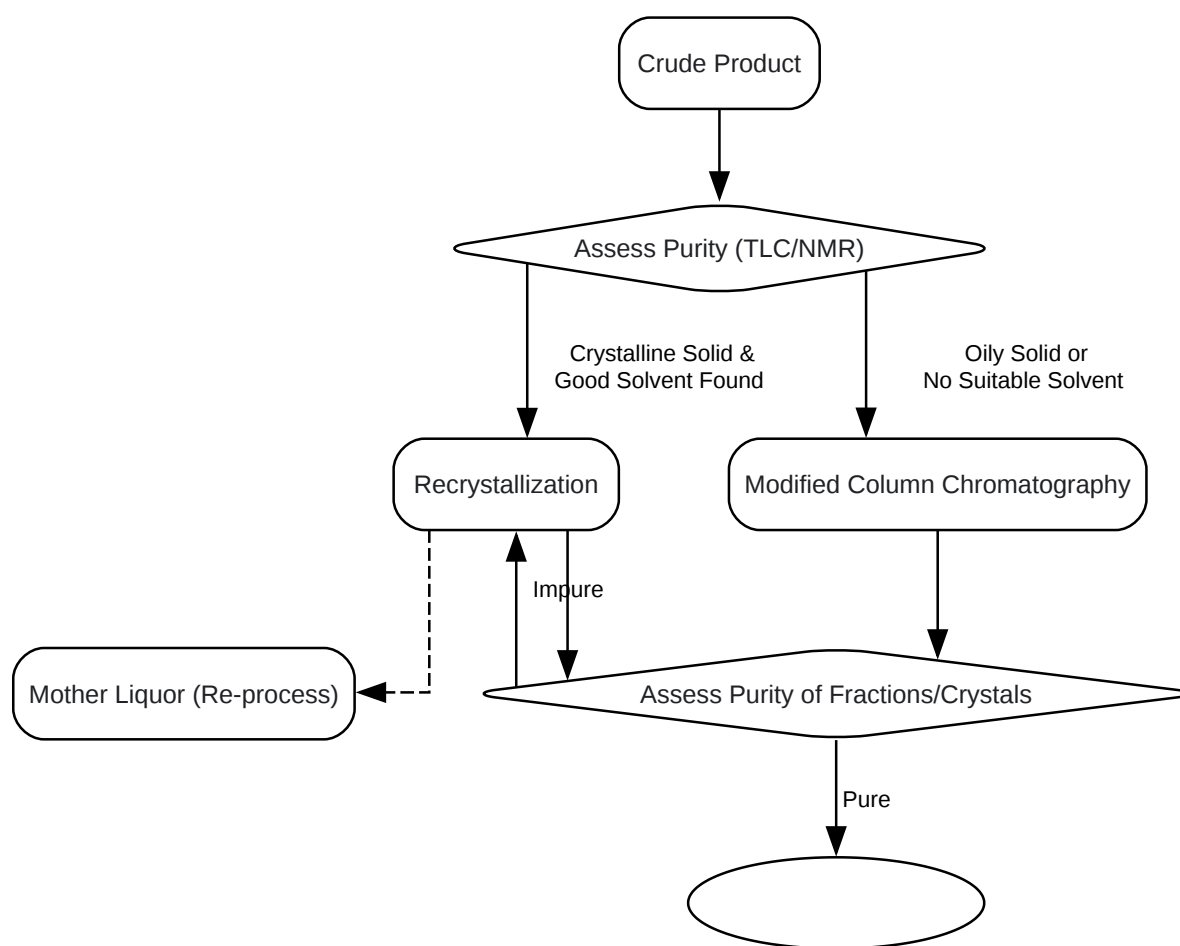 Crude Product
Assess Purity (TLC/NMR)
Crystalline Solid &
Good Solvent Found
Oily Solid or
No Suitable Solvent
Recrystallization
Modified Column Chromatography
Impure
Mother Liquor (Re-process)
Assess Purity of Fractions/Crystals
Pure